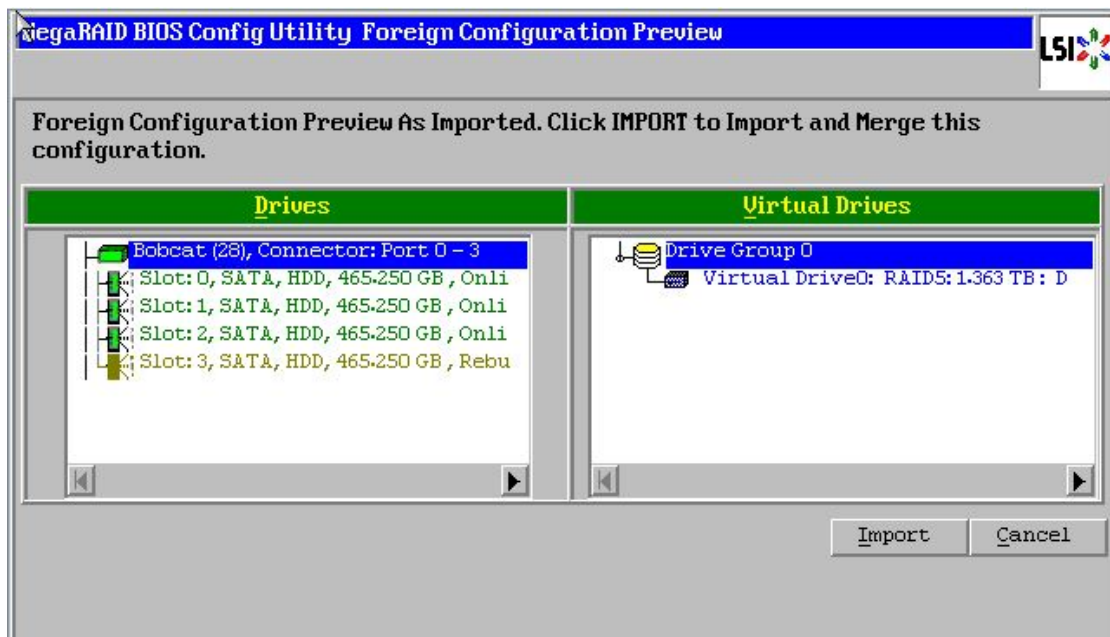 MegaRAID BIOS Config Utility Foreign Configuration Preview
LSI
Foreign Configuration Preview As Imported. Click IMPORT to Import and Merge this
configuration.
Drives
Virtual Drives
Bobcat (28), Connector: Port 0 - 3
Slot: 0, SATA, HDD, 465.250 GB , Onli
Slot: 1, SATA, HDD, 465.250 GB , Onli
Slot: 2, SATA, HDD, 465.250 GB , Onli
Slot: 3, SATA, HDD, 465.250 GB , Rebu
Drive Group 0
Virtual Drive0: RAID5: 1.363 TB : D
Import
Cancel